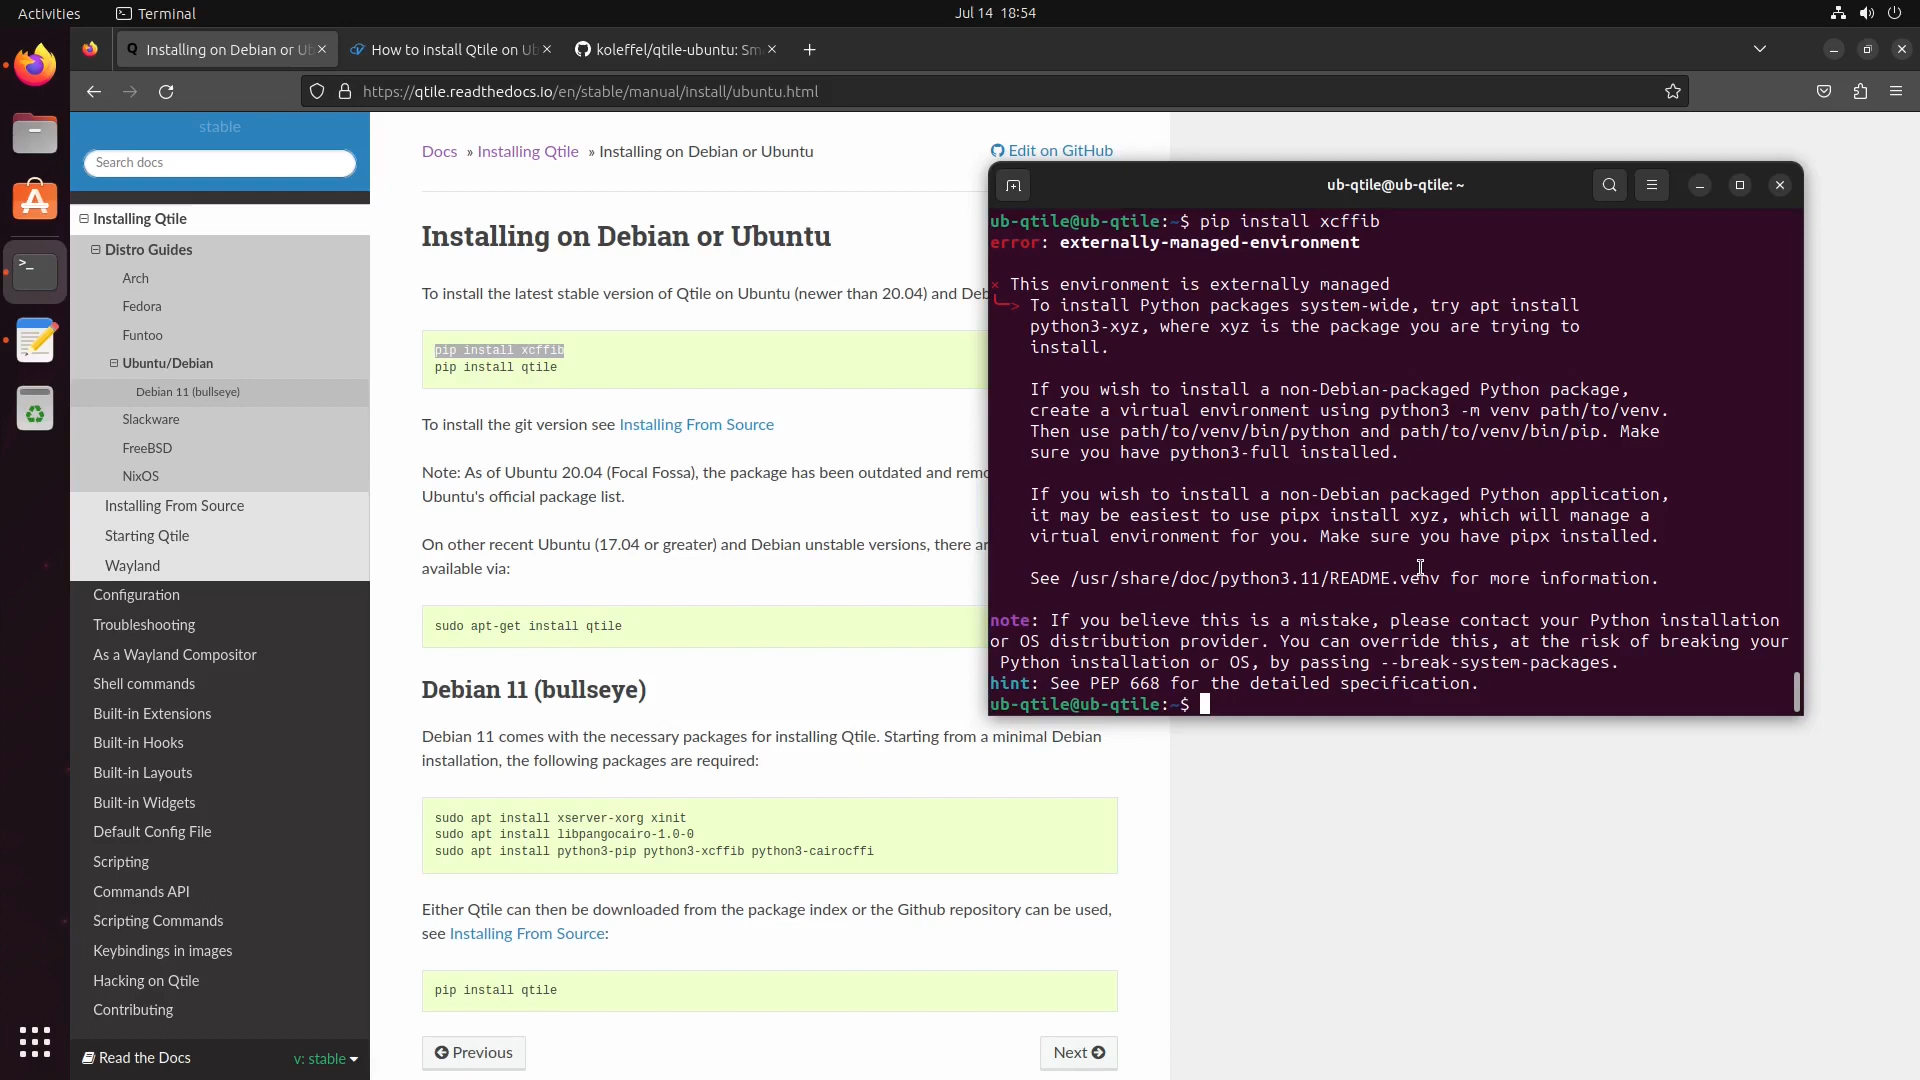 Activities
Terminal
Jul 14 18:54
Installing on Debian or Ub
How to install Qtile on Ub
koleffel/qtile-ubuntu: Sm
https://qtile.readthedocs.io/en/stable/manual/install/ubuntu.html
stable
Search docs
Installing Qtile
Distro Guides
Arch
Fedora
Funtoo
Ubuntu/Debian
Debian 11 (bullseye)
Slackware
FreeBSD
NixOS
Installing From Source
Starting Qtile
Wayland
Configuration
Troubleshooting
As a Wayland Compositor
Shell commands
Built-in Extensions
Built-in Hooks
Built-in Layouts
Built-in Widgets
Default Config File
Scripting
Commands API
Scripting Commands
Keybindings in images
Hacking on Qtile
Contributing
Read the Docs
v: stable
Docs » Installing Qtile » Installing on Debian or Ubuntu
Edit on GitHub
Installing on Debian or Ubuntu
To install the latest stable version of Qtile on Ubuntu (newer than 20.04) and Deb
pip install xcffib
pip install qtile
To install the git version see Installing From Source
Note: As of Ubuntu 20.04 (Focal Fossa), the package has been outdated and remo
Ubuntu's official package list.
On other recent Ubuntu (17.04 or greater) and Debian unstable versions, there ar
available via:
sudo apt-get install qtile
Debian 11 (bullseye)
Debian 11 comes with the necessary packages for installing Qtile. Starting from a minimal Debian
installation, the following packages are required:
sudo apt install xserver-xorg xinit
sudo apt install libpangocairo-1.0-0
sudo apt install python3-pip python3-xcffib python3-cairocffi
Either Qtile can then be downloaded from the package index or the Github repository can be used,
see Installing From Source:
pip install qtile
Previous
Next
ub-qtile@ub-qtile: ~
ub-qtile@ub-qtile:~$ pip install xcffib
error: externally-managed-environment
× This environment is externally managed
╰─> To install Python packages system-wide, try apt install
python3-xyz, where xyz is the package you are trying to
install.
If you wish to install a non-Debian-packaged Python package,
create a virtual environment using python3 -m venv path/to/venv.
Then use path/to/venv/bin/python and path/to/venv/bin/pip. Make
sure you have python3-full installed.
If you wish to install a non-Debian packaged Python application,
it may be easiest to use pipx install xyz, which will manage a
virtual environment for you. Make sure you have pipx installed.
See /usr/share/doc/python3.11/README.venv for more information.
note: If you believe this is a mistake, please contact your Python installation
or OS distribution provider. You can override this, at the risk of breaking your
Python installation or OS, by passing --break-system-packages.
hint: See PEP 668 for the detailed specification.
ub-qtile@ub-qtile:~$